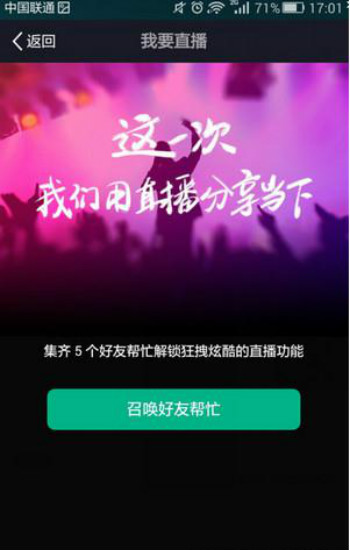 中国联通 71% 17:01
返回 我要直播
这一次
我们用直播分享当下
集齐 5 个好友帮忙解锁狂拽炫酷的直播功能
召唤好友帮忙